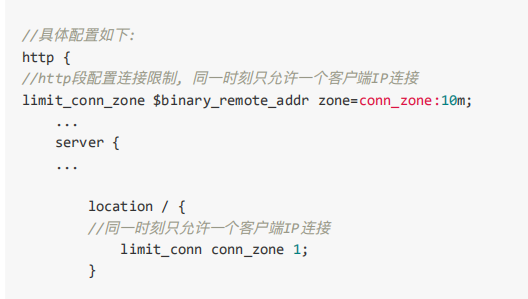 //具体配置如下:
http {
//http段配置连接限制, 同一时刻只允许一个客户端IP连接
limit_conn_zone $binary_remote_addr zone=conn_zone:10m;
...
server {
...
location / {
//同一时刻只允许一个客户端IP连接
limit_conn conn_zone 1;
}